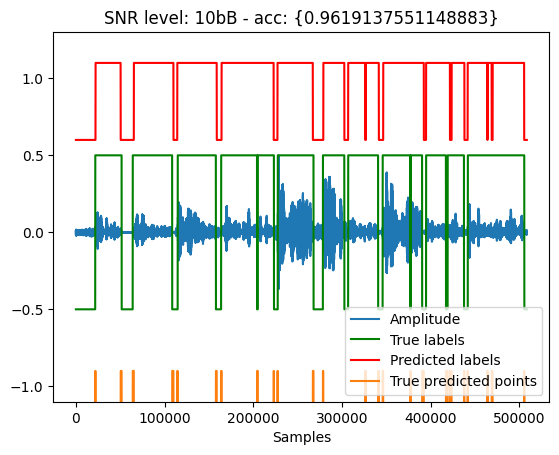 SNR level: 10bB - acc: {0.9619137551148883}
1.0
0.5
0.0
−0.5
−1.0
Amplitude
True labels
Predicted labels
True predicted points
0 100000 200000 300000 400000 500000
Samples